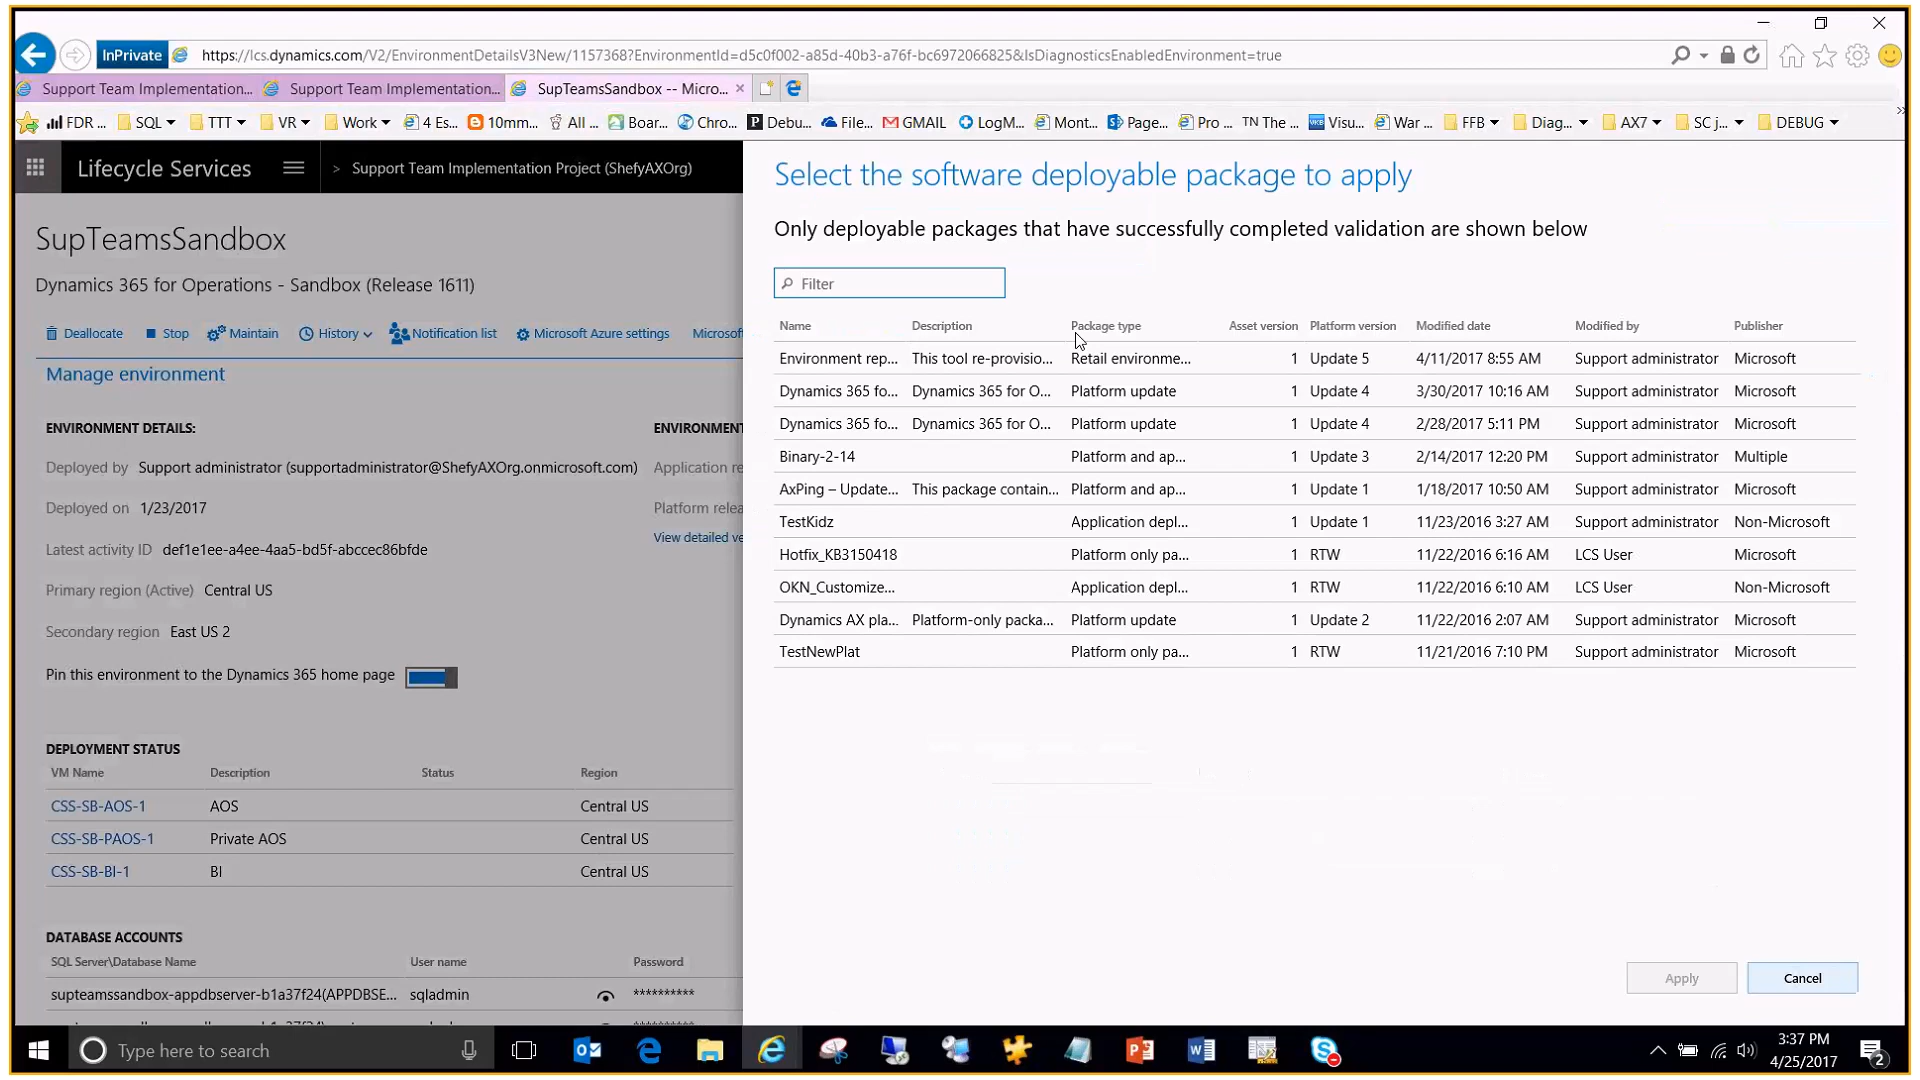 InPrivate https://lcs.dynamics.com/V2/EnvironmentDetailsV3New/1157368?EnvironmentId=d5c0f002-a85d-40b3-a76f-bc6972066825&IsDiagnosticsEnabledEnvironment=true
Support Team Implementation... Support Team Implementation... SupTeamsSandbox -- Micro...
FDR ... SQL TTT VR Work 4 Es... 10mm... All ... Boar... Chro... Debu... File... GMAIL LogM... Mont... Page... Pro ... TN The ... Visu... War ... FFB Diag... AX7 SC j... DEBUG
Lifecycle Services > Support Team Implementation Project (ShefyAXOrg)
SupTeamsSandbox
Dynamics 365 for Operations - Sandbox (Release 1611)
Deallocate Stop Maintain History Notification list Microsoft Azure settings Microsof
Manage environment
ENVIRONMENT DETAILS: ENVIRONMENT
Deployed by Support administrator (supportadministrator@ShefyAXOrg.onmicrosoft.com) Application re
Deployed on 1/23/2017 Platform relea
Latest activity ID def1e1ee-a4ee-4aa5-bd5f-abccec86bfde View detailed ve
Primary region (Active) Central US
Secondary region East US 2
Pin this environment to the Dynamics 365 home page
DEPLOYMENT STATUS
VM Name Description Status Region
CSS-SB-AOS-1 AOS Central US
CSS-SB-PAOS-1 Private AOS Central US
CSS-SB-BI-1 BI Central US
DATABASE ACCOUNTS
SQL Server\Database Name User name Password
supteamssandbox-appdbserver-b1a37f24(APPDBSE... sqladmin **********
Select the software deployable package to apply
Only deployable packages that have successfully completed validation are shown below
Filter
Name Description Package type Asset version Platform version Modified date Modified by Publisher
Environment rep... This tool re-provisio... Retail environme... 1 Update 5 4/11/2017 8:55 AM Support administrator Microsoft
Dynamics 365 fo... Dynamics 365 for O... Platform update 1 Update 4 3/30/2017 10:16 AM Support administrator Microsoft
Dynamics 365 fo... Dynamics 365 for O... Platform update 1 Update 4 2/28/2017 5:11 PM Support administrator Microsoft
Binary-2-14 Platform and ap... 1 Update 3 2/14/2017 12:20 PM Support administrator Multiple
AxPing – Update... This package contain... Platform and ap... 1 Update 1 1/18/2017 10:50 AM Support administrator Microsoft
TestKidz Application depl... 1 Update 1 11/23/2016 3:27 AM Support administrator Non-Microsoft
Hotfix_KB3150418 Platform only pa... 1 RTW 11/22/2016 6:16 AM LCS User Microsoft
OKN_Customize... Application depl... 1 RTW 11/22/2016 6:10 AM LCS User Non-Microsoft
Dynamics AX pla... Platform-only packa... Platform update 1 Update 2 11/22/2016 2:07 AM Support administrator Microsoft
TestNewPlat Platform only pa... 1 RTW 11/21/2016 7:10 PM Support administrator Microsoft
Apply Cancel
Type here to search
3:37 PM
4/25/2017
2